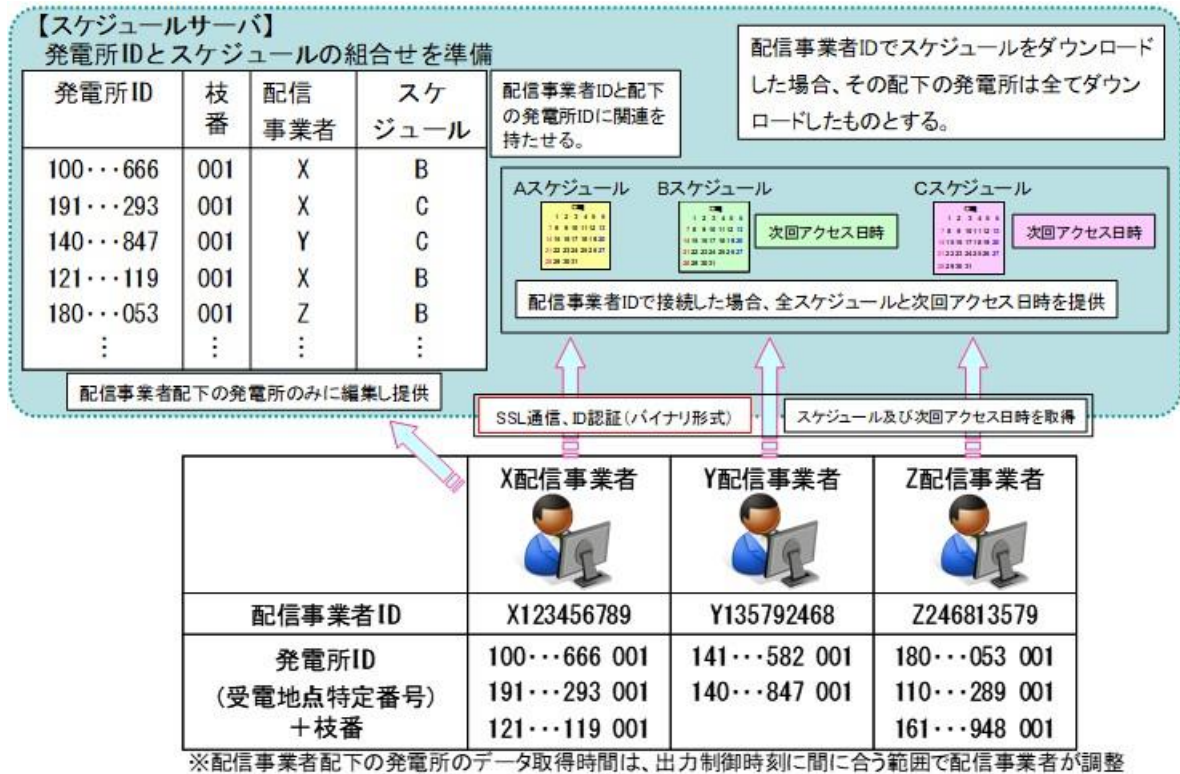 【スケジュールサーバ】
発電所IDとスケジュールの組合せを準備
発電所ID 枝番 配信事業者 スケジュール
100･･･666 001 X B
191･･･293 001 X C
140･･･847 001 Y C
121･･･119 001 X B
180･･･053 001 Z B
⋮ ⋮ ⋮ ⋮
配信事業者IDと配下
の発電所IDに関連を
持たせる。
配信事業者IDでスケジュールをダウンロード
した場合、その配下の発電所は全てダウン
ロードしたものとする。
Aスケジュール Bスケジュール Cスケジュール
次回アクセス日時 次回アクセス日時
配信事業者IDで接続した場合、全スケジュールと次回アクセス日時を提供
配信事業者配下の発電所のみに編集し提供
SSL通信、ID認証(バイナリ形式) スケジュール及び次回アクセス日時を取得
X配信事業者 Y配信事業者 Z配信事業者
配信事業者ID X123456789 Y135792468 Z246813579
発電所ID
(受電地点特定番号)
+枝番
100･･･666 001 141･･･582 001 180･･･053 001
191･･･293 001 140･･･847 001 110･･･289 001
121･･･119 001 161･･･948 001
※配信事業者配下の発電所のデータ取得時間は、出力制御時刻に間に合う範囲で配信事業者が調整